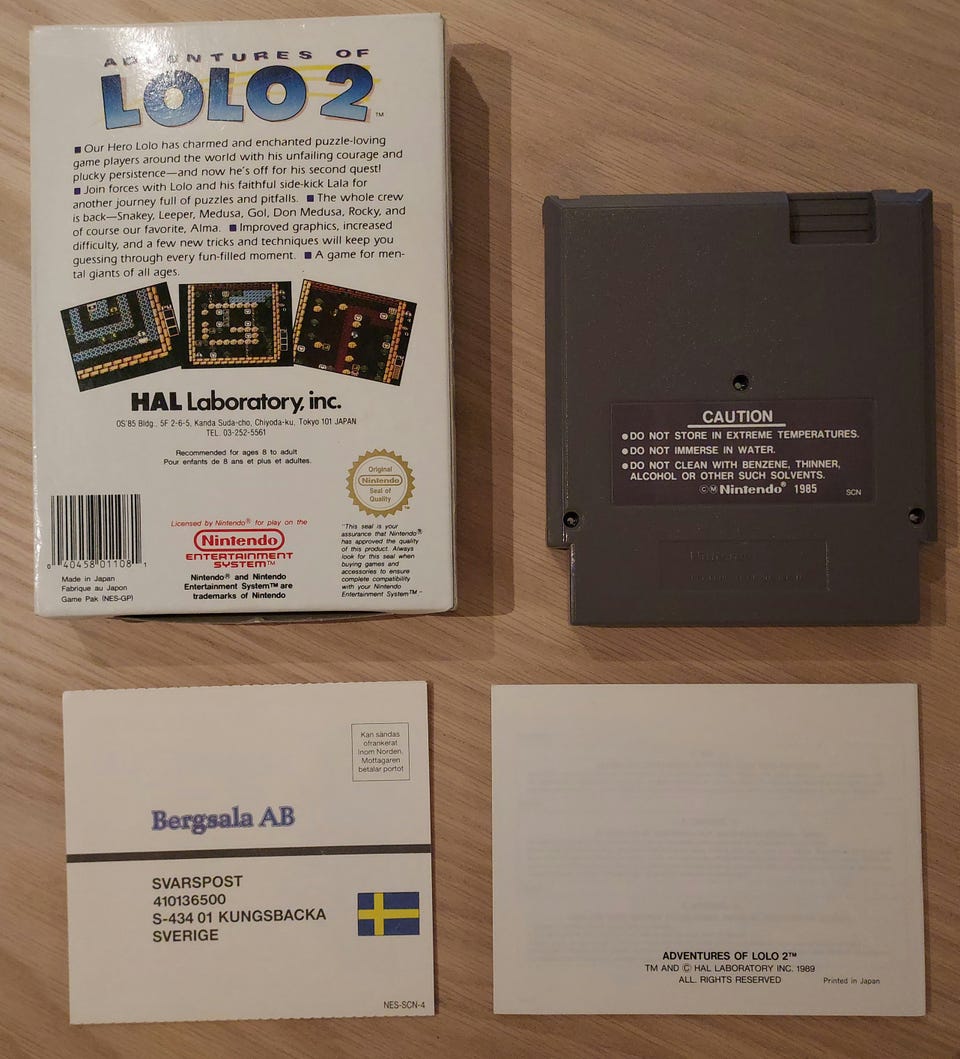 ADVENTURES OF
LOLO 2™
■ Our Hero Lolo has charmed and enchanted puzzle-loving
game players around the world with his unfailing courage and
plucky persistence—and now he's off for his second quest!
■ Join forces with Lolo and his faithful side-kick Lala for
another journey full of puzzles and pitfalls. ■ The whole crew
is back—Snakey, Leeper, Medusa, Gol, Don Medusa, Rocky, and
of course our favorite, Alma. ■ Improved graphics, increased
difficulty, and a few new tricks and techniques will keep you
guessing through every fun-filled moment. ■ A game for men-
tal giants of all ages.
HAL Laboratory, inc.
OS'85 Bldg., 5F 2-6-5, Kanda Suda-cho, Chiyoda-ku, Tokyo 101 JAPAN
TEL. 03-252-5561
Recommended for ages 8 to adult
Pour enfants de 8 ans et plus et adultes.
Original
Nintendo
Seal of
Quality
TM
0 40458 01108 1
Made in Japan
Fabrique au Japon
Game Pak (NES-GP)
Licensed by Nintendo® for play on the
Nintendo®
ENTERTAINMENT
SYSTEM™
Nintendo® and Nintendo
Entertainment System™ are
trademarks of Nintendo
"This seal is your
assurance that Nintendo®
has approved the quality
of this product. Always
look for this seal when
buying games and
accessories to ensure
complete compatibility
with your Nintendo
Entertainment System™"
CAUTION
● DO NOT STORE IN EXTREME TEMPERATURES.
● DO NOT IMMERSE IN WATER.
● DO NOT CLEAN WITH BENZENE, THINNER,
ALCOHOL OR OTHER SUCH SOLVENTS.
©Ⓜ Nintendo® 1985
SCN
Nintendo
Kan sändas
ofrankerat
inom Norden.
Mottagaren
betalar portot
Bergsala AB
SVARSPOST
410136500
S-434 01 KUNGSBACKA
SVERIGE
NES-SCN-4
ADVENTURES OF LOLO 2™
TM AND © HAL LABORATORY INC. 1989
ALL RIGHTS RESERVED
Printed in Japan